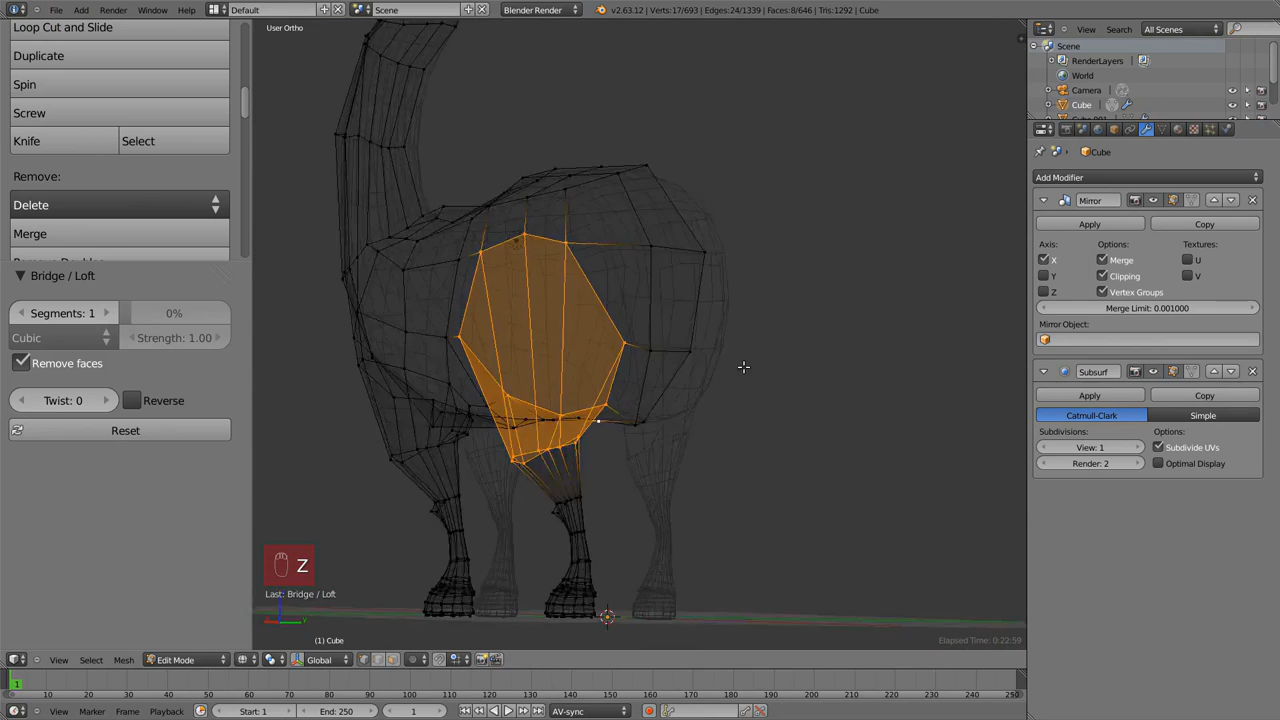 File Add Render Window Help Default Scene Blender Render v2.63.12 | Verts:17/693 | Edges:24/1339 | Faces:8/646 | Tris:1292 | Cube
Loop Cut and Slide
Duplicate
Spin
Screw
Knife Select
Remove:
Delete
Merge
Bridge / Loft
Segments: 1 0%
Cubic Strength: 1.00
Remove faces
Twist: 0 Reverse
Reset
User Ortho
Z
Last: Bridge / Loft
(1) Cube
Elapsed Time: 0:22:59
View Search All Scenes
Scene
RenderLayers
World
Camera
Cube
Cube
Add Modifier
Mirror
Apply Copy
Axis: Options: Textures:
X Merge U
Y Clipping V
Z Vertex Groups
Merge Limit: 0.001000
Mirror Object:
Subsurf
Apply Copy
Catmull-Clark Simple
Subdivisions: Options:
View: 1 Subdivide UVs
Render: 2 Optimal Display
View Select Mesh Edit Mode Global
1
0 10 20 30 40 50 60 70 80 90 100 110 120 130 140 150 160 170 180 190 200 210 220 230 240 250
View Marker Frame Playback Start: 1 End: 250 1 AV-sync